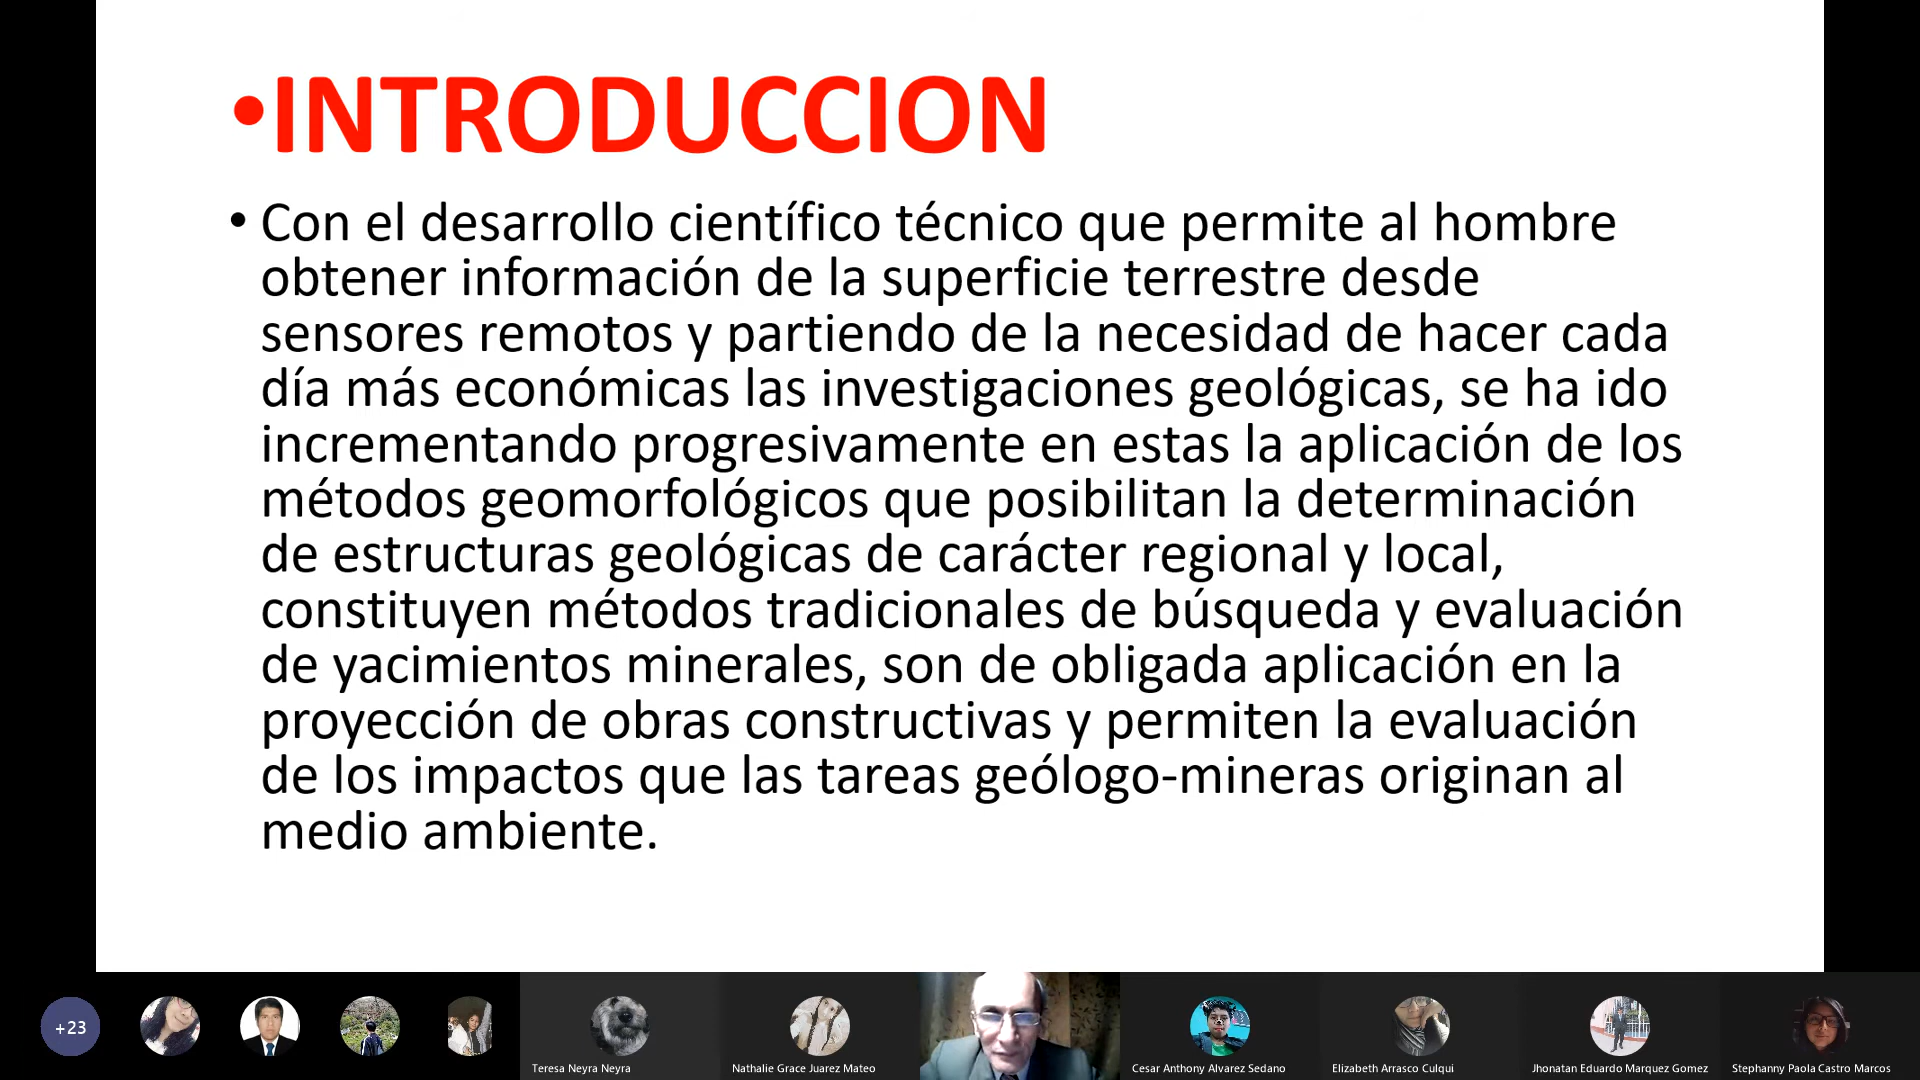 •INTRODUCCION
• Con el desarrollo científico técnico que permite al hombre
obtener información de la superficie terrestre desde
sensores remotos y partiendo de la necesidad de hacer cada
día más económicas las investigaciones geológicas, se ha ido
incrementando progresivamente en estas la aplicación de los
métodos geomorfológicos que posibilitan la determinación
de estructuras geológicas de carácter regional y local,
constituyen métodos tradicionales de búsqueda y evaluación
de yacimientos minerales, son de obligada aplicación en la
proyección de obras constructivas y permiten la evaluación
de los impactos que las tareas geólogo-mineras originan al
medio ambiente.
+23
Teresa Neyra Neyra
Nathalie Grace Juarez Mateo
Cesar Anthony Alvarez Sedano
Elizabeth Arrasco Culqui
Jhonatan Eduardo Marquez Gomez
Stephanny Paola Castro Marcos